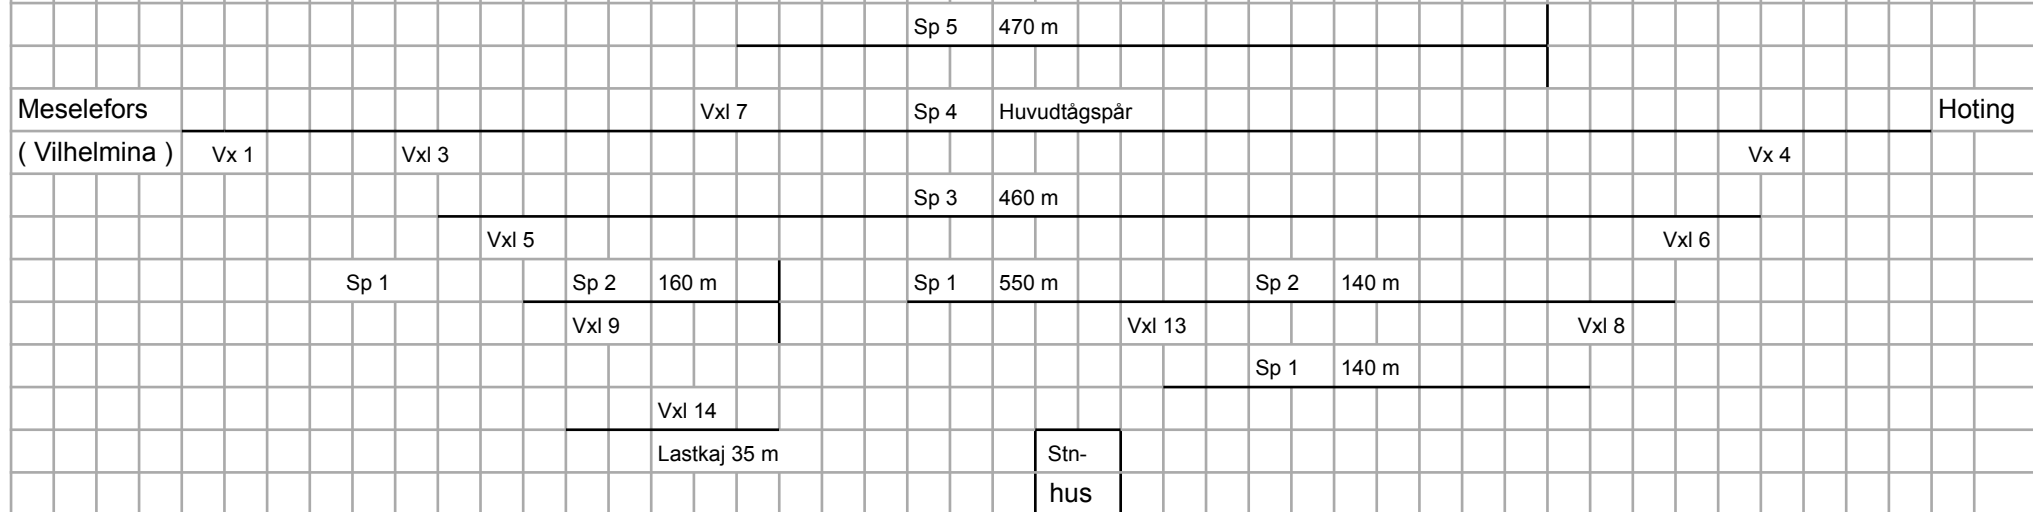 Sp 5 470 m
Meselefors Vxl 7 Sp 4 Huvudtågspår Hoting
( Vilhelmina ) Vx 1 Vxl 3 Vx 4
Sp 3 460 m
Vxl 5 Vxl 6
Sp 1 Sp 2 160 m Sp 1 550 m Sp 2 140 m
Vxl 9 Vxl 13 Vxl 8
Sp 1 140 m
Vxl 14
Lastkaj 35 m Stn-
hus